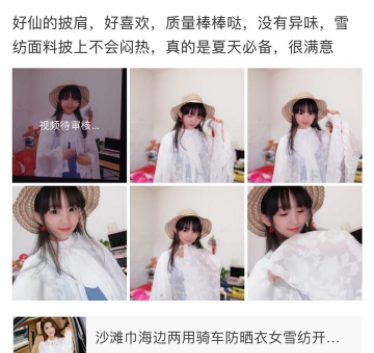 好仙的披肩，好喜欢，质量棒棒哒，没有异味，雪
纺面料披上不会闷热，真的是夏天必备，很满意
视频待审核...
沙滩巾海边两用骑车防晒衣女雪纺开...